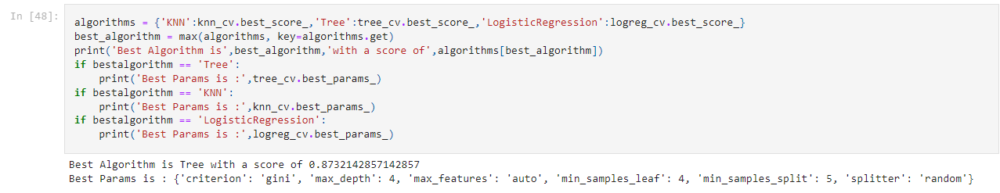 In [48]:
algorithms = {'KNN':knn_cv.best_score_,'Tree':tree_cv.best_score_,'LogisticRegression':logreg_cv.best_score_}
best_algorithm = max(algorithms, key=algorithms.get)
print('Best Algorithm is',best_algorithm,'with a score of',algorithms[best_algorithm])
if bestalgorithm == 'Tree':
    print('Best Params is :',tree_cv.best_params_)
if bestalgorithm == 'KNN':
    print('Best Params is :',knn_cv.best_params_)
if bestalgorithm == 'LogisticRegression':
    print('Best Params is :',logreg_cv.best_params_)
Best Algorithm is Tree with a score of 0.8732142857142857
Best Params is : {'criterion': 'gini', 'max_depth': 4, 'max_features': 'auto', 'min_samples_leaf': 4, 'min_samples_split': 5, 'splitter': 'random'}